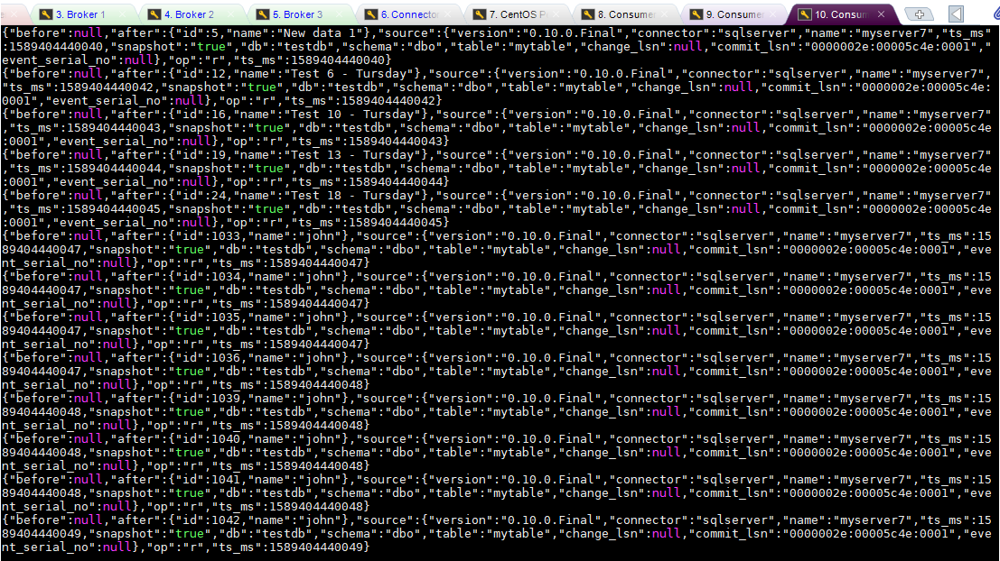 3. Broker 1
4. Broker 2
5. Broker 3
6. Connector
7. CentOS P
8. Consumer
9. Consumer
10. Consum
{"before":null,"after":{"id":5,"name":"New data 1"},"source":{"version":"0.10.0.Final","connector":"sqlserver","name":"myserver7","ts_ms"
:1589404440040,"snapshot":"true","db":"testdb","schema":"dbo","table":"mytable","change_lsn":null,"commit_lsn":"0000002e:00005c4e:0001","
event_serial_no":null},"op":"r","ts_ms":1589404440040}
{"before":null,"after":{"id":12,"name":"Test 6 - Tursday"},"source":{"version":"0.10.0.Final","connector":"sqlserver","name":"myserver7",
"ts_ms":1589404440042,"snapshot":"true","db":"testdb","schema":"dbo","table":"mytable","change_lsn":null,"commit_lsn":"0000002e:00005c4e:
0001","event_serial_no":null},"op":"r","ts_ms":1589404440042}
{"before":null,"after":{"id":16,"name":"Test 10 - Tursday"},"source":{"version":"0.10.0.Final","connector":"sqlserver","name":"myserver7"
,"ts_ms":1589404440043,"snapshot":"true","db":"testdb","schema":"dbo","table":"mytable","change_lsn":null,"commit_lsn":"0000002e:00005c4e
:0001","event_serial_no":null},"op":"r","ts_ms":1589404440043}
{"before":null,"after":{"id":19,"name":"Test 13 - Tursday"},"source":{"version":"0.10.0.Final","connector":"sqlserver","name":"myserver7"
,"ts_ms":1589404440044,"snapshot":"true","db":"testdb","schema":"dbo","table":"mytable","change_lsn":null,"commit_lsn":"0000002e:00005c4e
:0001","event_serial_no":null},"op":"r","ts_ms":1589404440044}
{"before":null,"after":{"id":24,"name":"Test 18 - Tursday"},"source":{"version":"0.10.0.Final","connector":"sqlserver","name":"myserver7"
,"ts_ms":1589404440045,"snapshot":"true","db":"testdb","schema":"dbo","table":"mytable","change_lsn":null,"commit_lsn":"0000002e:00005c4e
:0001","event_serial_no":null},"op":"r","ts_ms":1589404440045}
{"before":null,"after":{"id":1033,"name":"john"},"source":{"version":"0.10.0.Final","connector":"sqlserver","name":"myserver7","ts_ms":15
89404440047,"snapshot":"true","db":"testdb","schema":"dbo","table":"mytable","change_lsn":null,"commit_lsn":"0000002e:00005c4e:0001","eve
nt_serial_no":null},"op":"r","ts_ms":1589404440047}
{"before":null,"after":{"id":1034,"name":"john"},"source":{"version":"0.10.0.Final","connector":"sqlserver","name":"myserver7","ts_ms":15
89404440047,"snapshot":"true","db":"testdb","schema":"dbo","table":"mytable","change_lsn":null,"commit_lsn":"0000002e:00005c4e:0001","eve
nt_serial_no":null},"op":"r","ts_ms":1589404440047}
{"before":null,"after":{"id":1035,"name":"john"},"source":{"version":"0.10.0.Final","connector":"sqlserver","name":"myserver7","ts_ms":15
89404440047,"snapshot":"true","db":"testdb","schema":"dbo","table":"mytable","change_lsn":null,"commit_lsn":"0000002e:00005c4e:0001","eve
nt_serial_no":null},"op":"r","ts_ms":1589404440047}
{"before":null,"after":{"id":1036,"name":"john"},"source":{"version":"0.10.0.Final","connector":"sqlserver","name":"myserver7","ts_ms":15
89404440047,"snapshot":"true","db":"testdb","schema":"dbo","table":"mytable","change_lsn":null,"commit_lsn":"0000002e:00005c4e:0001","eve
nt_serial_no":null},"op":"r","ts_ms":1589404440048}
{"before":null,"after":{"id":1039,"name":"john"},"source":{"version":"0.10.0.Final","connector":"sqlserver","name":"myserver7","ts_ms":15
89404440048,"snapshot":"true","db":"testdb","schema":"dbo","table":"mytable","change_lsn":null,"commit_lsn":"0000002e:00005c4e:0001","eve
nt_serial_no":null},"op":"r","ts_ms":1589404440048}
{"before":null,"after":{"id":1040,"name":"john"},"source":{"version":"0.10.0.Final","connector":"sqlserver","name":"myserver7","ts_ms":15
89404440048,"snapshot":"true","db":"testdb","schema":"dbo","table":"mytable","change_lsn":null,"commit_lsn":"0000002e:00005c4e:0001","eve
nt_serial_no":null},"op":"r","ts_ms":1589404440048}
{"before":null,"after":{"id":1041,"name":"john"},"source":{"version":"0.10.0.Final","connector":"sqlserver","name":"myserver7","ts_ms":15
89404440048,"snapshot":"true","db":"testdb","schema":"dbo","table":"mytable","change_lsn":null,"commit_lsn":"0000002e:00005c4e:0001","eve
nt_serial_no":null},"op":"r","ts_ms":1589404440048}
{"before":null,"after":{"id":1042,"name":"john"},"source":{"version":"0.10.0.Final","connector":"sqlserver","name":"myserver7","ts_ms":15
89404440049,"snapshot":"true","db":"testdb","schema":"dbo","table":"mytable","change_lsn":null,"commit_lsn":"0000002e:00005c4e:0001","eve
nt_serial_no":null},"op":"r","ts_ms":1589404440049}